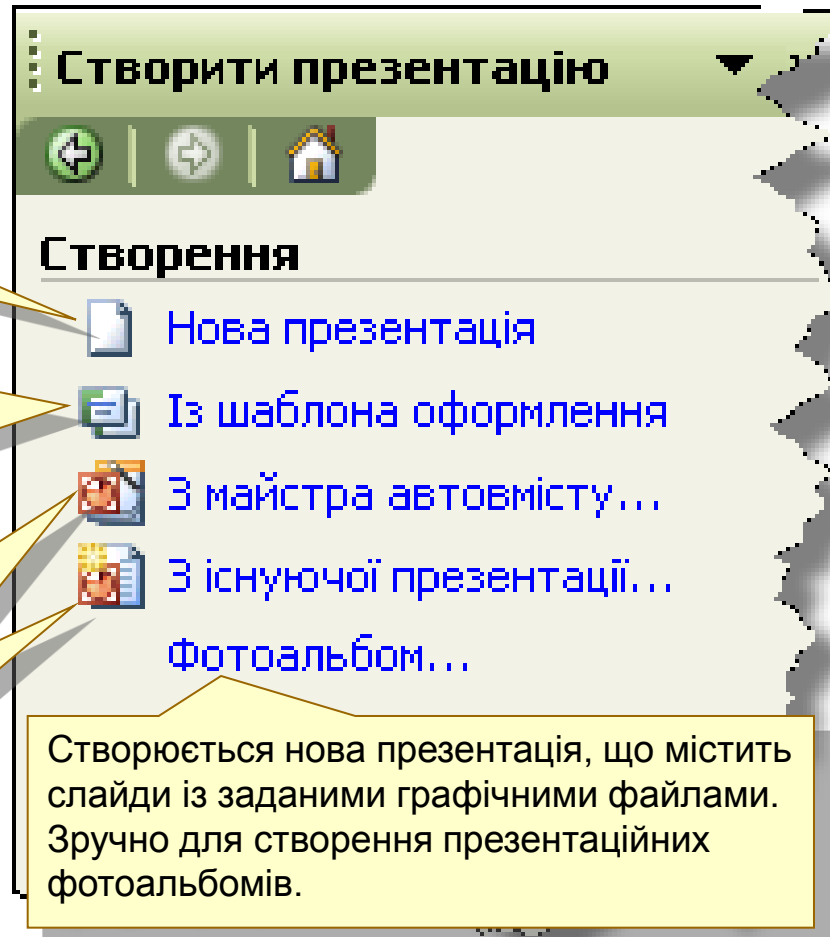 Створити презентацію
Створення
Нова презентація
Із шаблона оформлення
З майстра автовмісту...
З існуючої презентації...
Фотоальбом...
Створюється нова презентація, що містить
слайди із заданими графічними файлами.
Зручно для створення презентаційних
фотоальбомів.